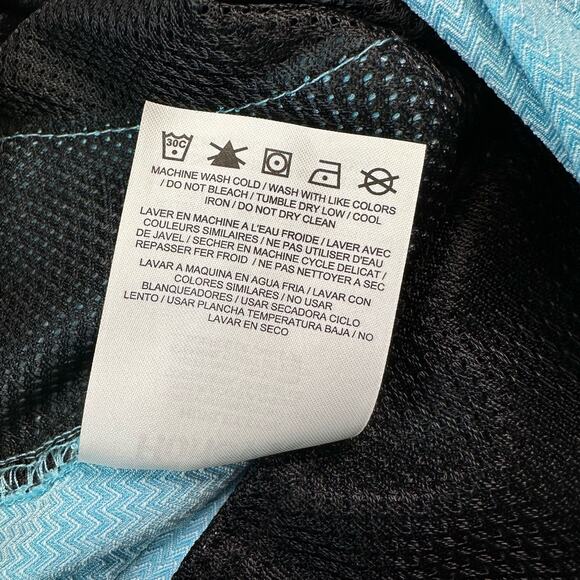 30C
MACHINE WASH COLD / WASH WITH LIKE COLORS
/ DO NOT BLEACH / TUMBLE DRY LOW / COOL
IRON / DO NOT DRY CLEAN
LAVER EN MACHINE A L'EAU FROIDE / LAVER AVEC
COULEURS SIMILAIRES / NE PAS UTILISER D'EAU
DE JAVEL / SECHER EN MACHINE CYCLE DELICAT /
REPASSER FER FROID / NE PAS NETTOYER A SEC
LAVAR A MAQUINA EN AGUA FRIA / LAVAR CON
COLORES SIMILARES / NO USAR
BLANQUEADORES / USAR SECADORA CICLO
LENTO / USAR PLANCHA TEMPERATURA BAJA / NO
LAVAR EN SECO